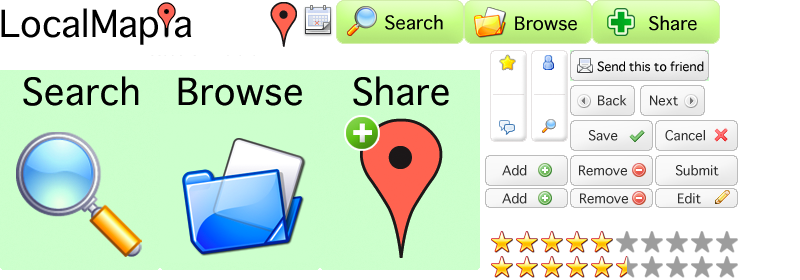 LocalMapia
Search
Browse
Share
Search
Browse
Share
Send this to friend
Back
Next
Save
Cancel
Add
Remove
Submit
Add
Remove
Edit